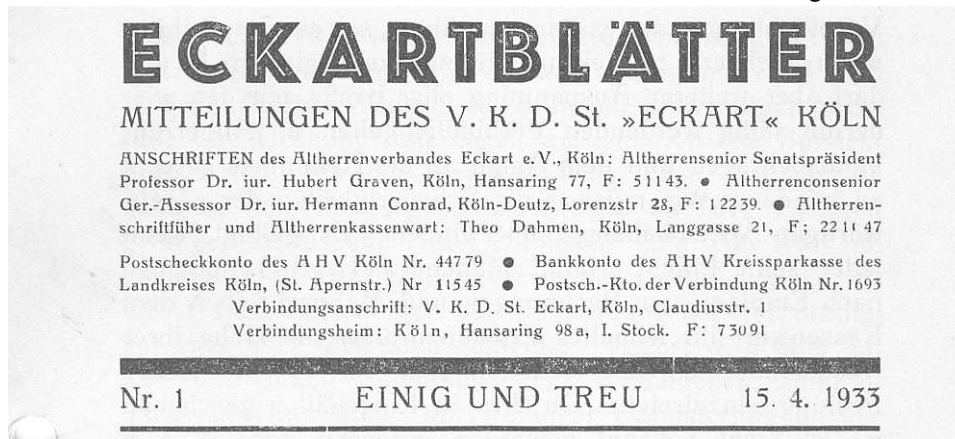 ECKARTBLÄTTER
MITTEILUNGEN DES V. K. D. St. »ECKART« KÖLN
ANSCHRIFTEN des Altherrenverbandes Eckart e.V., Köln: Altherrensenior Senatspräsident
Professor Dr. iur. Hubert Graven, Köln, Hansaring 77, F: 51143. ● Altherrenconsenior
Ger.-Assessor Dr. iur. Hermann Conrad, Köln-Deutz, Lorenzstr 28, F: 12239. ● Altherren-
schriftfüher und Altherrenkassenwart: Theo Dahmen, Köln, Langgasse 21, F; 221147
Postscheckkonto des AHV Köln Nr. 44779 ● Bankkonto des AHV Kreissparkasse des
Landkreises Köln, (St. Apernstr.) Nr 11545 ● Postsch.-Kto. der Verbindung Köln Nr. 1693
Verbindungsanschrift: V. K. D. St. Eckart, Köln, Claudiusstr. 1
Verbindungsheim: Köln, Hansaring 98a, I. Stock. F: 73091
Nr. 1 EINIG UND TREU 15. 4. 1933